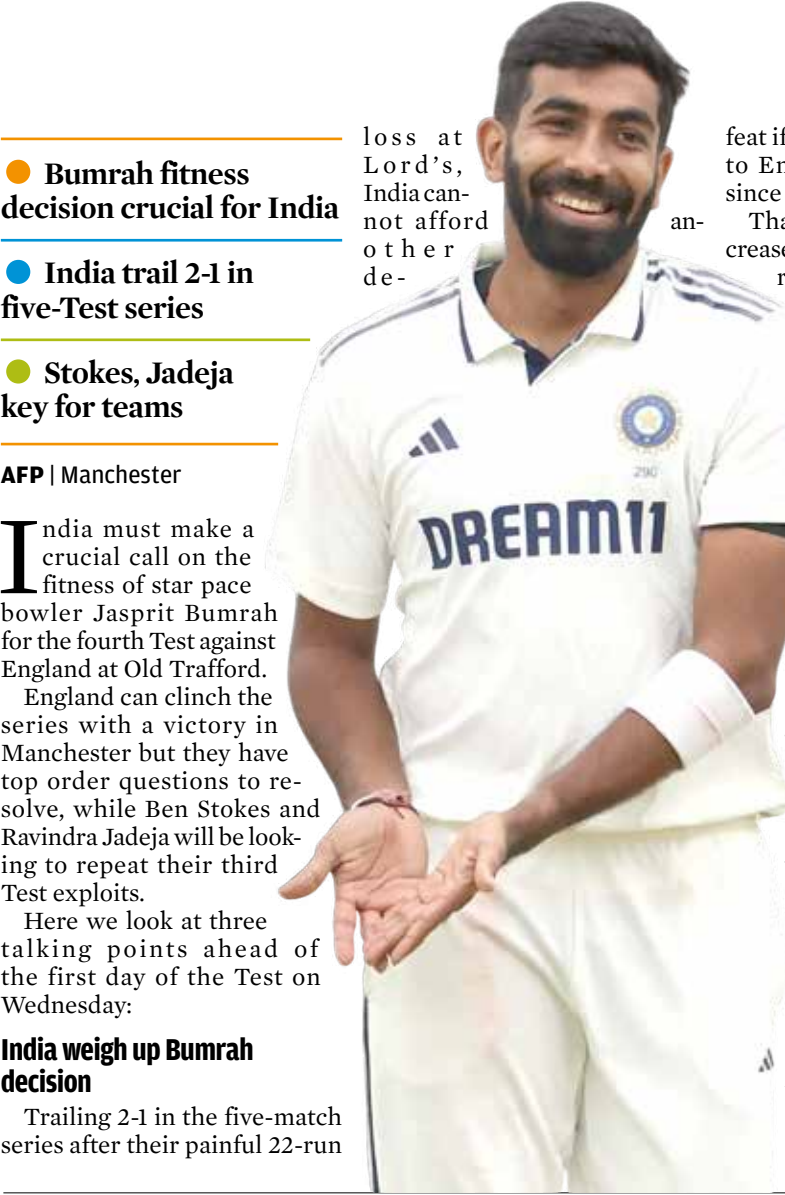 ● Bumrah fitness
decision crucial for India
● India trail 2-1 in
five-Test series
● Stokes, Jadeja
key for teams
AFP | Manchester
India must make a
crucial call on the
fitness of star pace
bowler Jasprit Bumrah
for the fourth Test against
England at Old Trafford.
England can clinch the
series with a victory in
Manchester but they have
top order questions to re-
solve, while Ben Stokes and
Ravindra Jadeja will be look-
ing to repeat their third
Test exploits.
Here we look at three
talking points ahead of
the first day of the Test on
Wednesday:
India weigh up Bumrah
decision
Trailing 2-1 in the five-match
series after their painful 22-run
loss at
Lord's,
India can-
not afford an-
other
de-
feat if
to En
since
Tha
crease
r
290
DREAM11